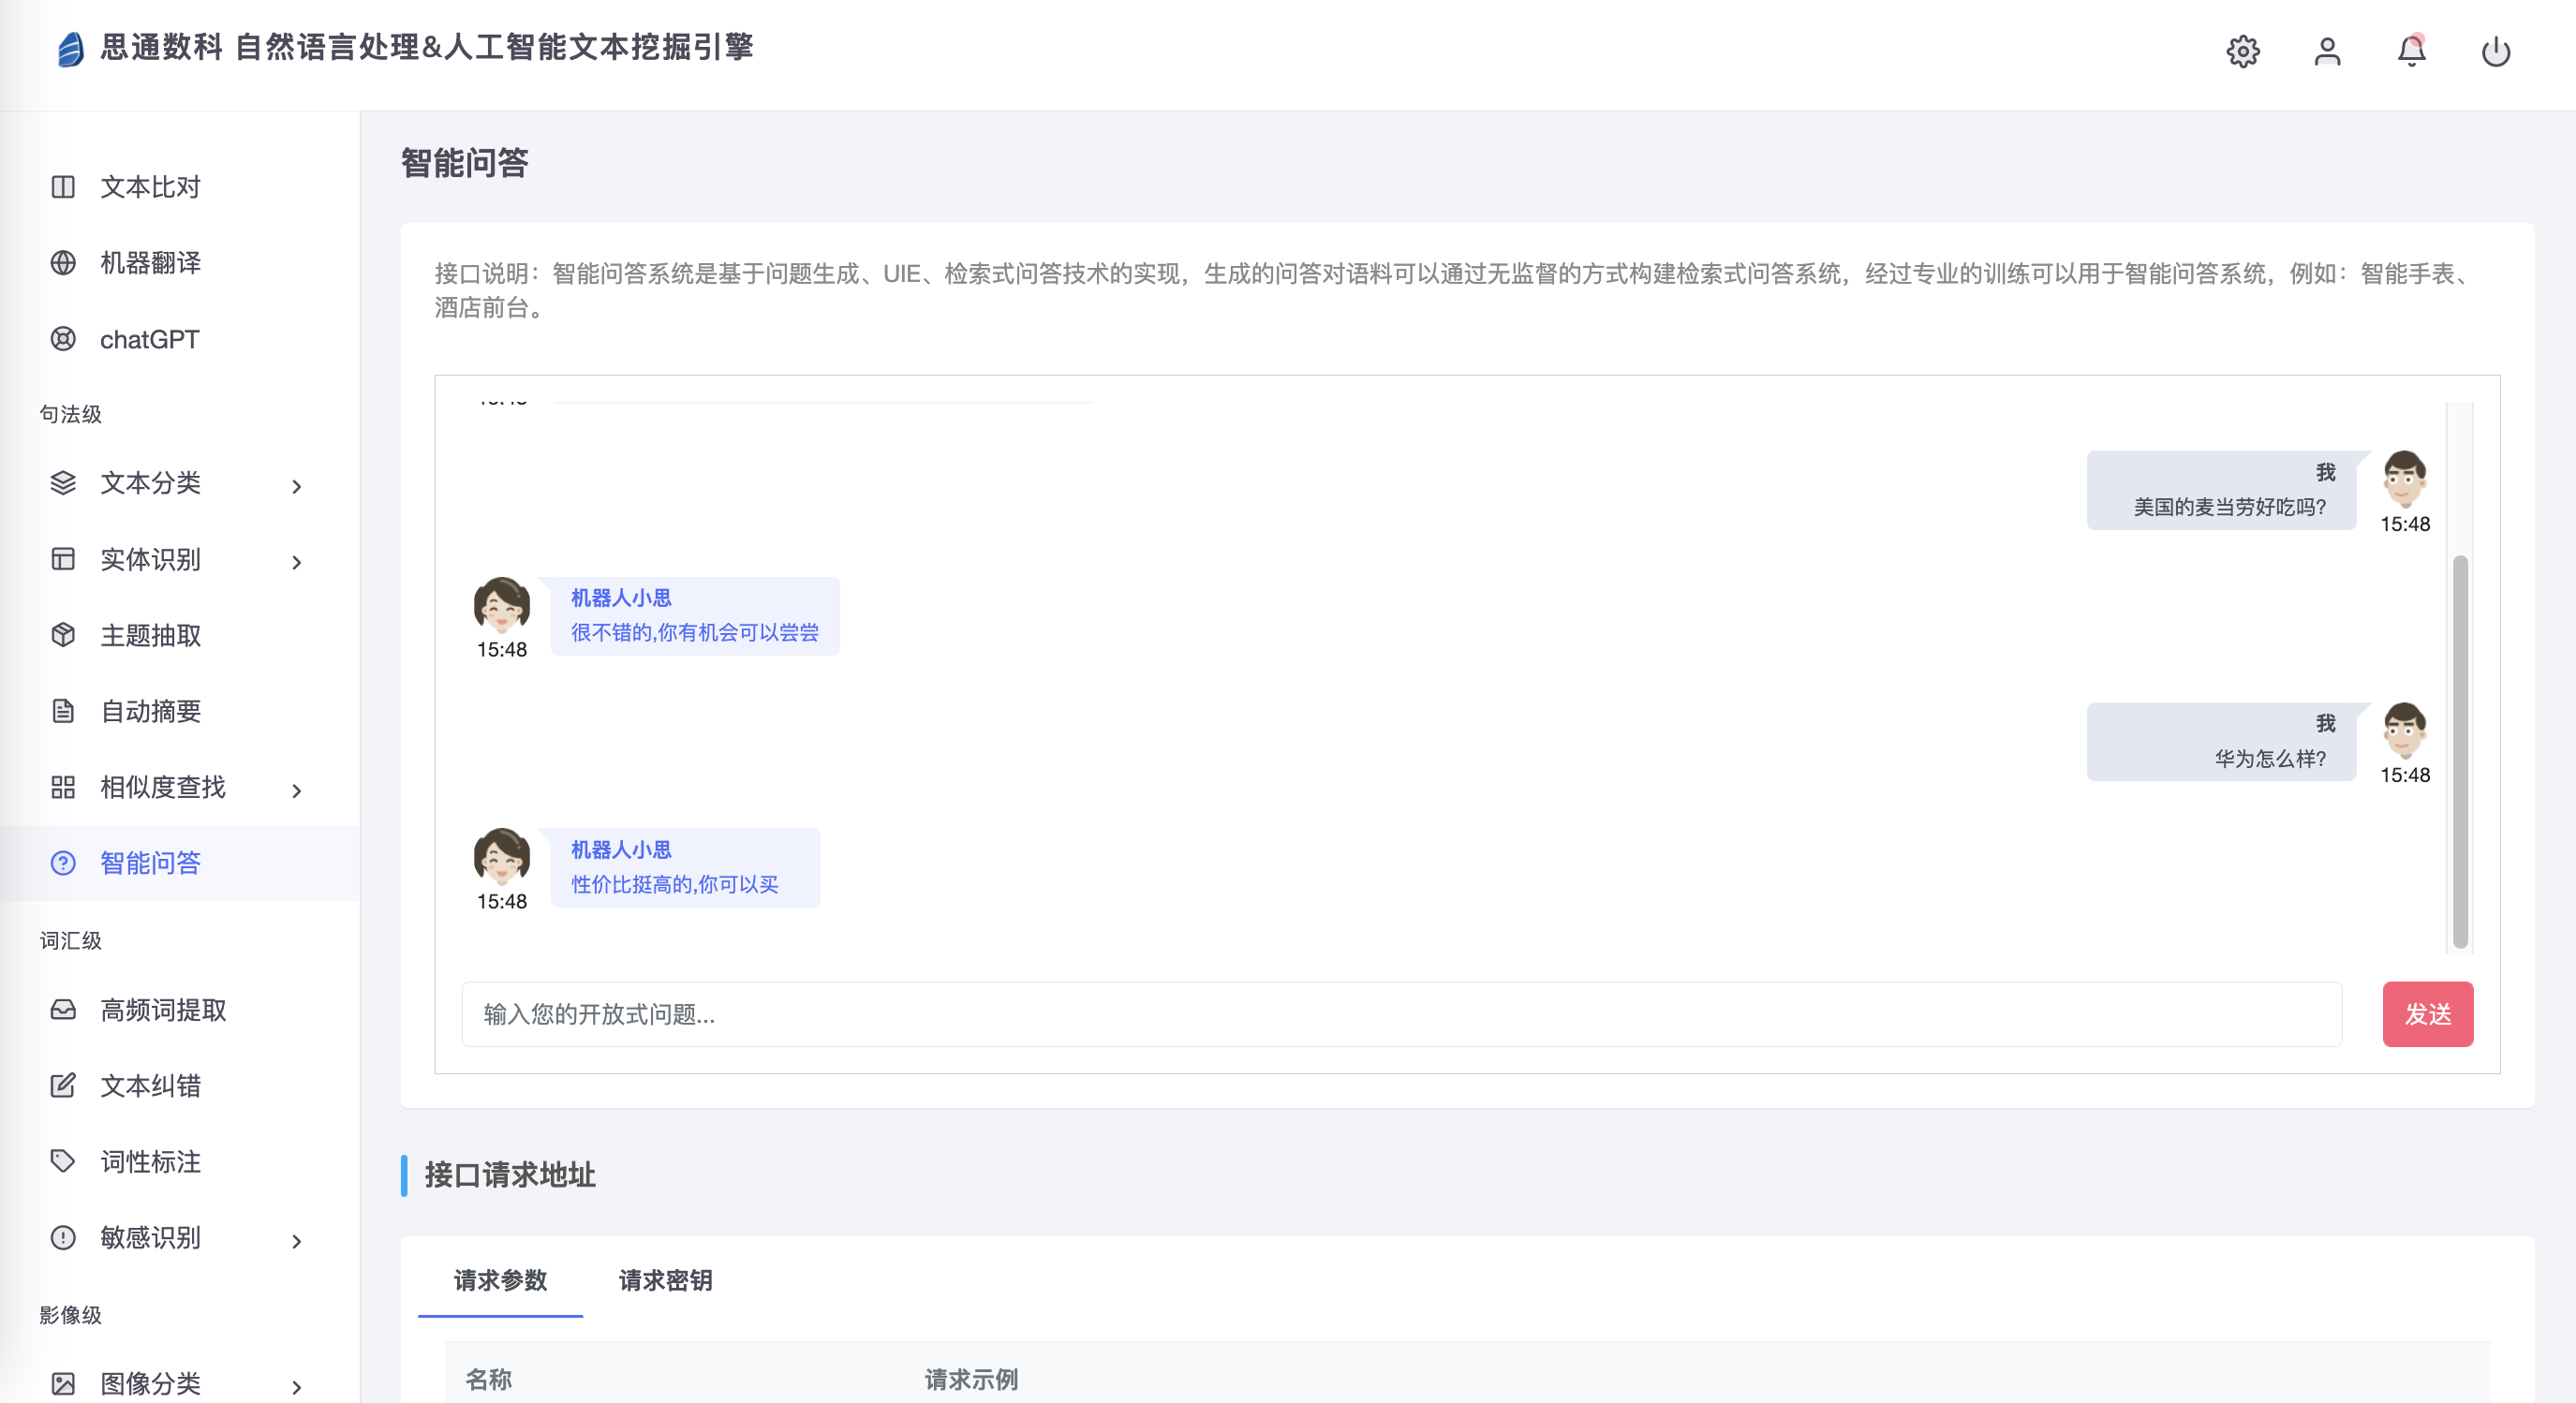 思通数科 自然语言处理&人工智能文本挖掘引擎
文本比对
机器翻译
chatGPT
句法级
文本分类
实体识别
主题抽取
自动摘要
相似度查找
智能问答
词汇级
高频词提取
文本纠错
词性标注
敏感识别
影像级
图像分类
智能问答
接口说明：智能问答系统是基于问题生成、UIE、检索式问答技术的实现，生成的问答对语料可以通过无监督的方式构建检索式问答系统，经过专业的训练可以用于智能问答系统，例如：智能手表、
酒店前台。
我
美国的麦当劳好吃吗?
15:48
机器人小思
很不错的,你有机会可以尝尝
15:48
我
华为怎么样?
15:48
机器人小思
性价比挺高的,你可以买
15:48
输入您的开放式问题...
发送
接口请求地址
请求参数
请求密钥
名称
请求示例